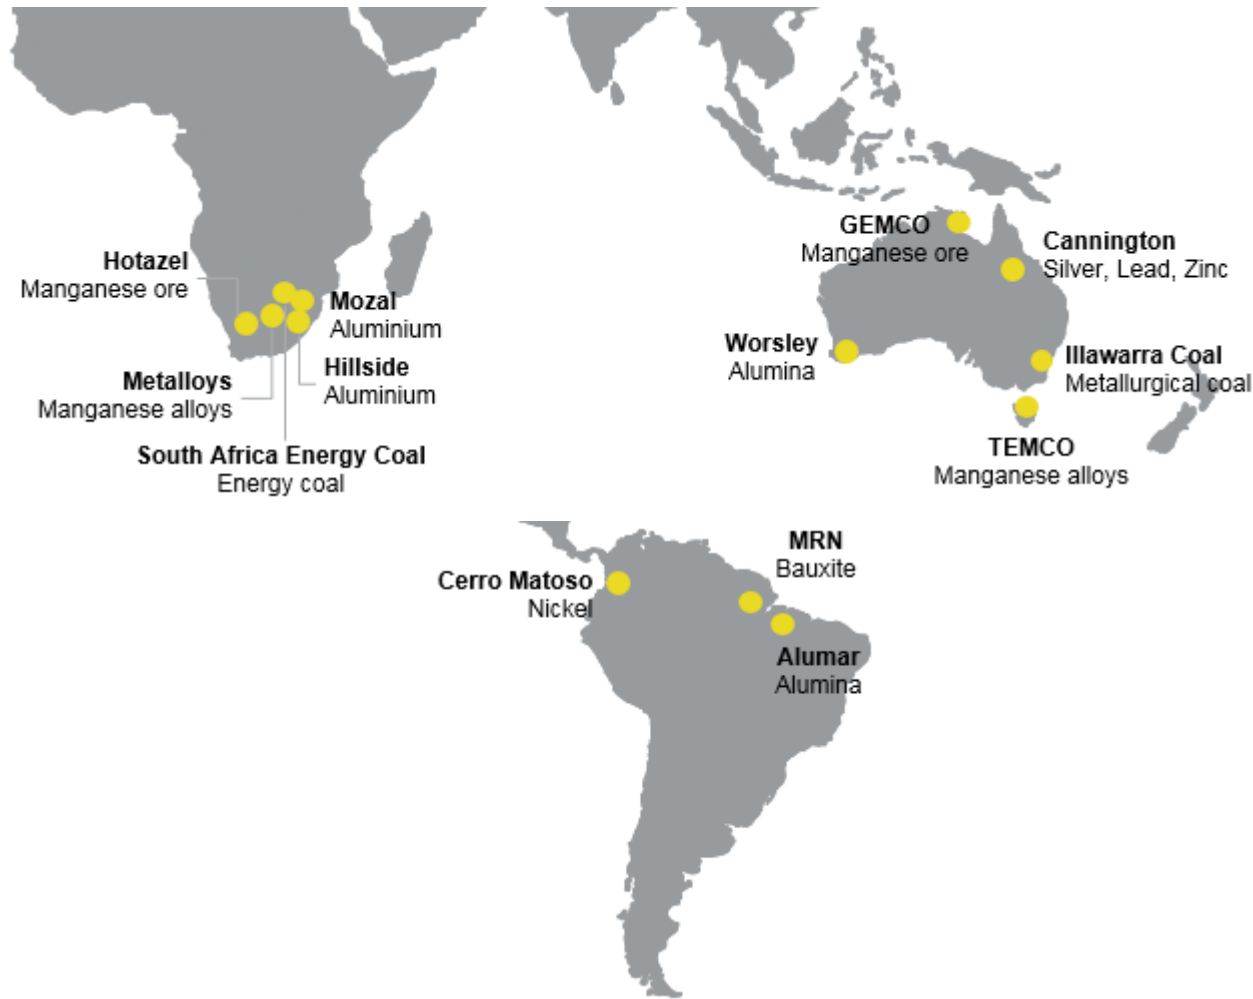 Hotazel
Manganese ore
Mozal
Aluminium
Hillside
Aluminium
Metalloys
Manganese alloys
South Africa Energy Coal
Energy coal
GEMCO
Manganese ore
Cannington
Silver, Lead, Zinc
Worsley
Alumina
Illawarra Coal
Metallurgical coal
TEMCO
Manganese alloys
MRN
Bauxite
Cerro Matoso
Nickel
Alumar
Alumina